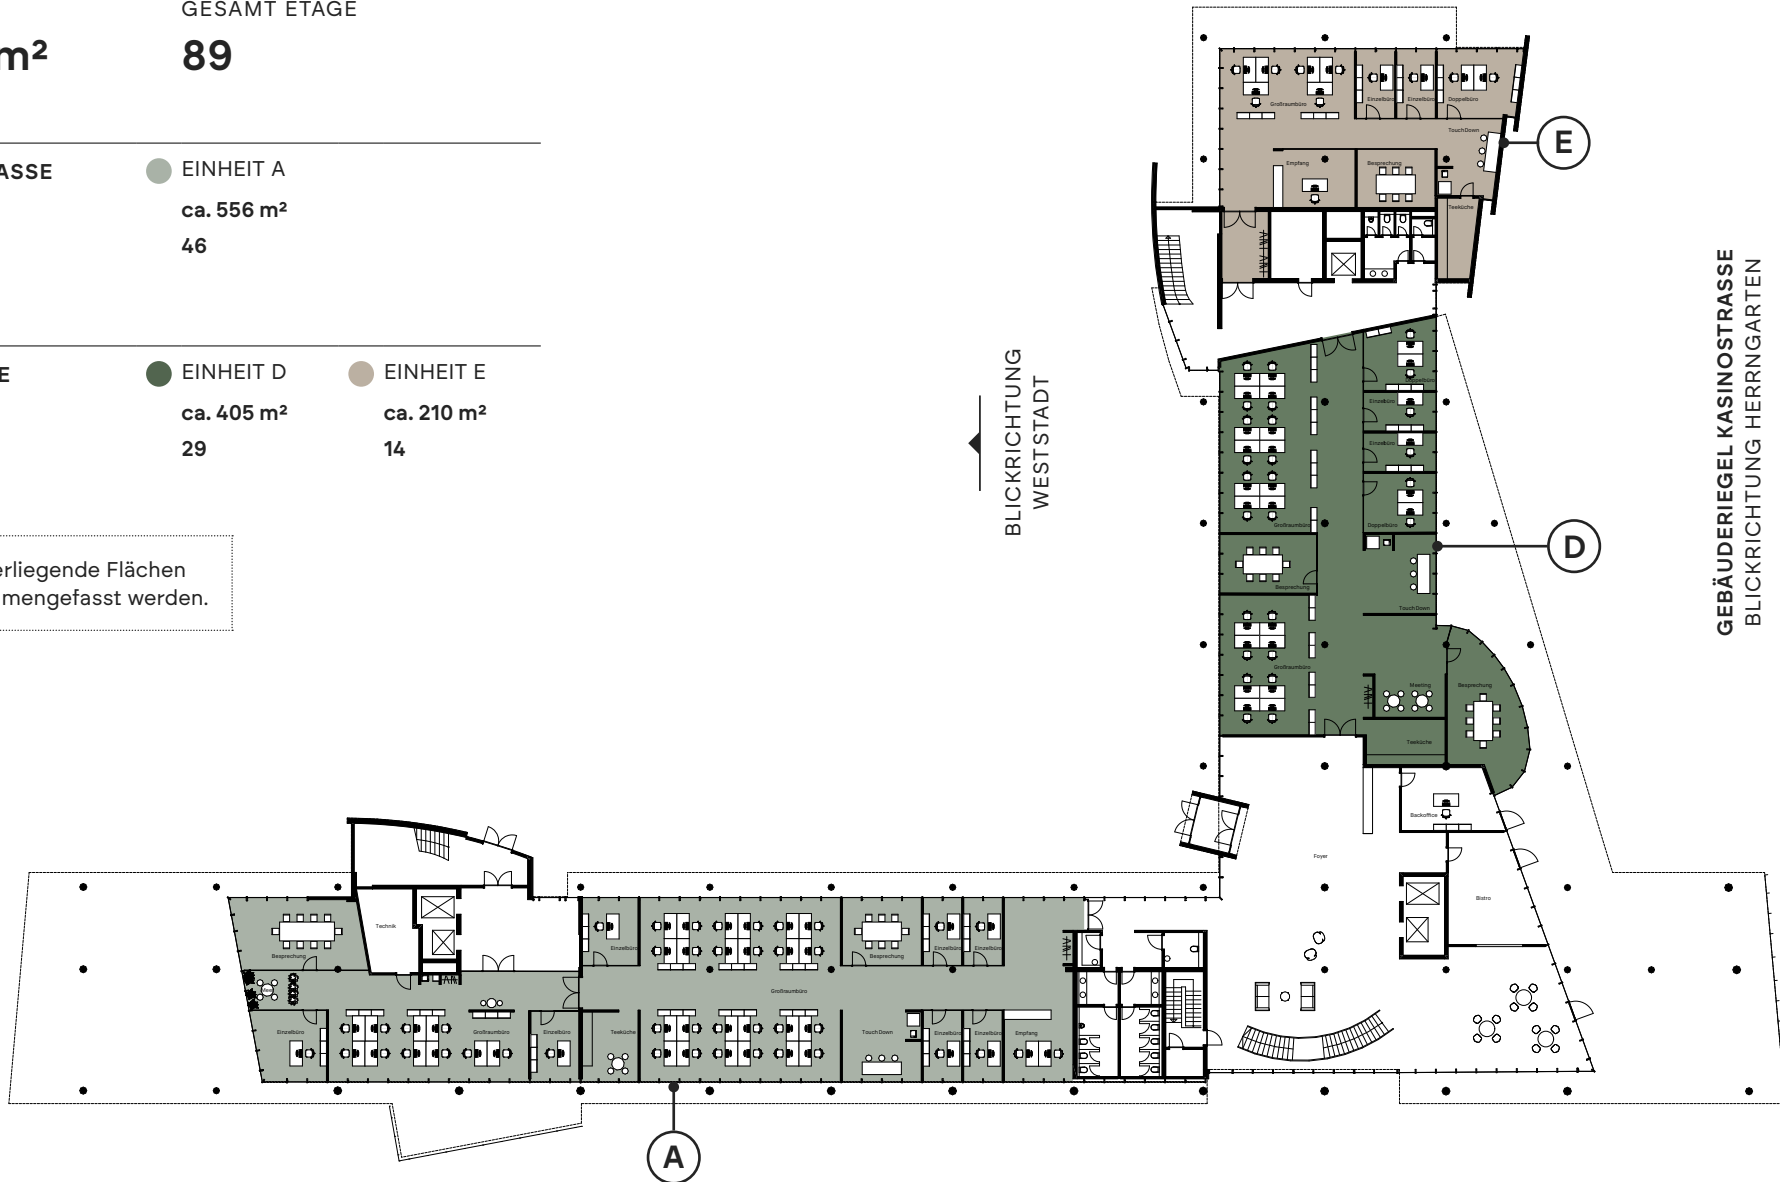 GESAMT ETAGE
m²
89
ASSE
EINHEIT A
ca. 556 m²
46
E
EINHEIT D
EINHEIT E
ca. 405 m²
ca. 210 m²
29
14
erliegende Flächen
mengefasst werden.
BLICKRICHTUNG
WESTSTADT
GEBÄUDERIEGEL KASINOSTRASSE
BLICKRICHTUNG HERRNGARTEN
E
Großraumbüro
Einzelbüro
Einzelbüro
Doppelbüro
TouchDown
Empfang
Besprechung
Teeküche
D
Doppelbüro
Einzelbüro
Einzelbüro
Großraumbüro
Doppelbüro
Besprechung
TouchDown
Großraumbüro
Meeting
Besprechung
Teeküche
Backoffice
Foyer
Bistro
Technik
Besprechung
Einzelbüro
Besprechung
Einzelbüro
Einzelbüro
Großraumbüro
Einzelbüro
Großraumbüro
Einzelbüro
Teeküche
TouchDown
Einzelbüro
Einzelbüro
Empfang
A